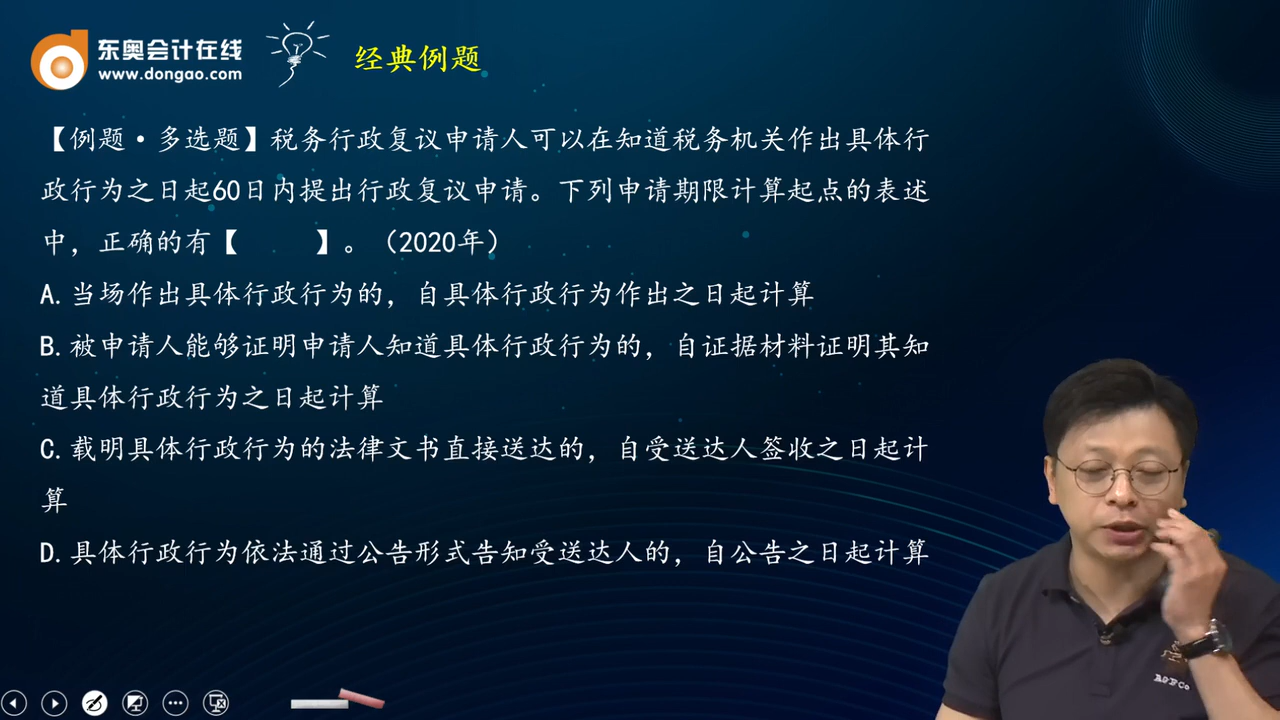 东奥会计在线
www.dongao.com
经典例题
【例题·多选题】税务行政复议申请人可以在知道税务机关作出具体行
政行为之日起60日内提出行政复议申请。下列申请期限计算起点的表述
中，正确的有【 】。（2020年）
A. 当场作出具体行政行为的，自具体行政行为作出之日起计算
B. 被申请人能够证明申请人知道具体行政行为的，自证据材料证明其知
道具体行政行为之日起计算
C. 载明具体行政行为的法律文书直接送达的，自受送达人签收之日起计
算
D. 具体行政行为依法通过公告形式告知受送达人的，自公告之日起计算